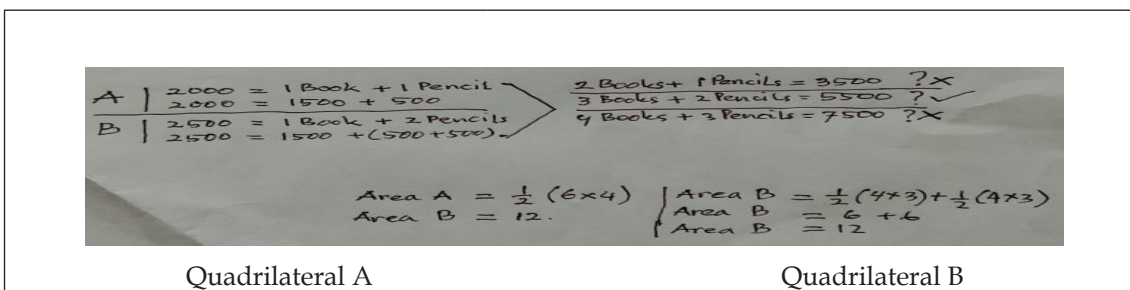 A | 2000 = 1 Book + 1 Pencil
2000 = 1500 + 500
B | 2500 = 1 Book + 2 Pencils
2500 = 1500 + (500+500).
2 Books + 1 Pencils = 3500 ? ×
3 Books + 2 Pencils = 5500 ? ✓
4 Books + 3 Pencils = 7500 ? ×
Area A = 1/2 (6×4)
Area B = 12.
Area B = 1/2 (4×3) + 1/2 (4×3)
Area B = 6 + 6
Area B = 12
Quadrilateral A
Quadrilateral B